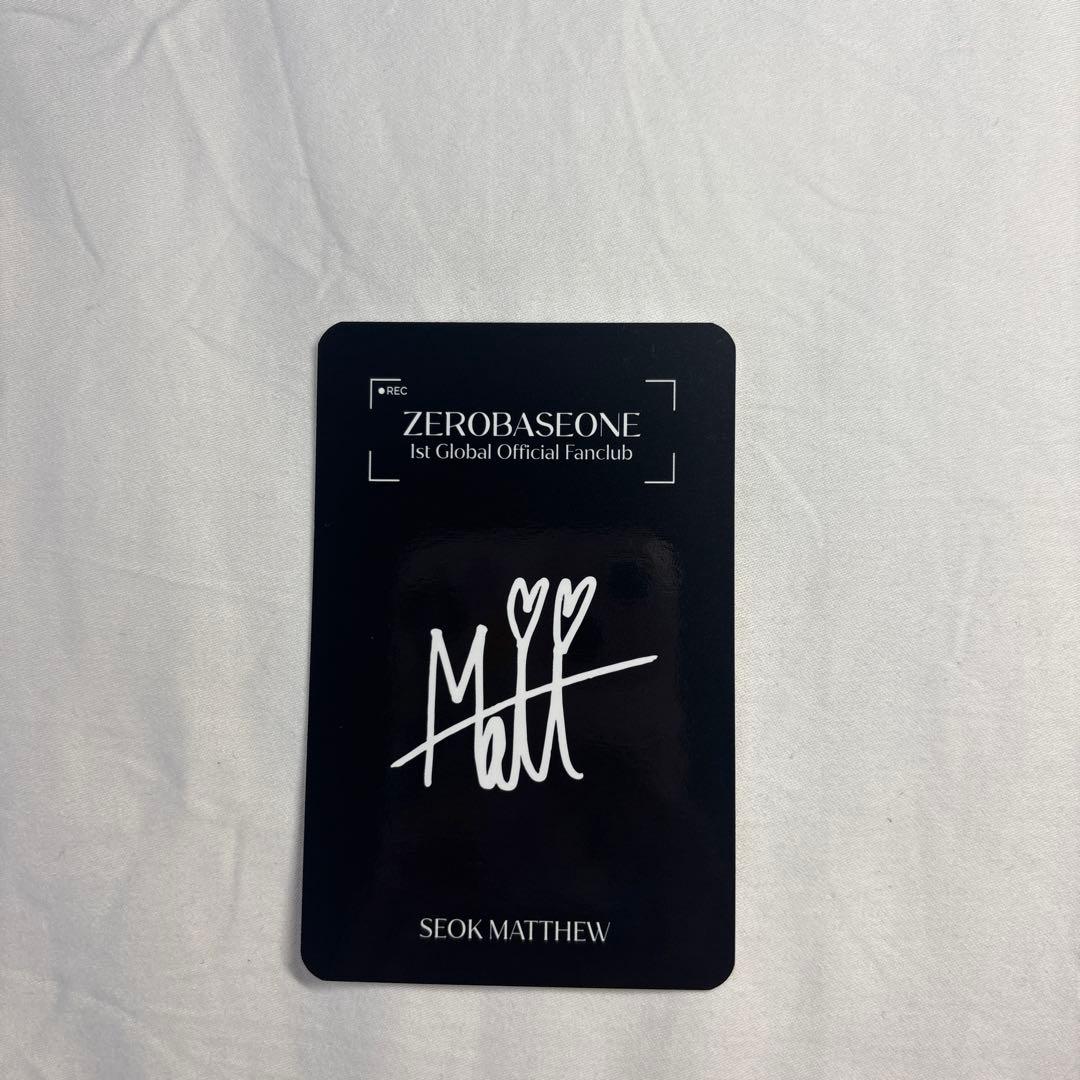 ●REC
ZEROBASEONE
1st Global Official Fanclub
Matt
SEOK MATTHEW